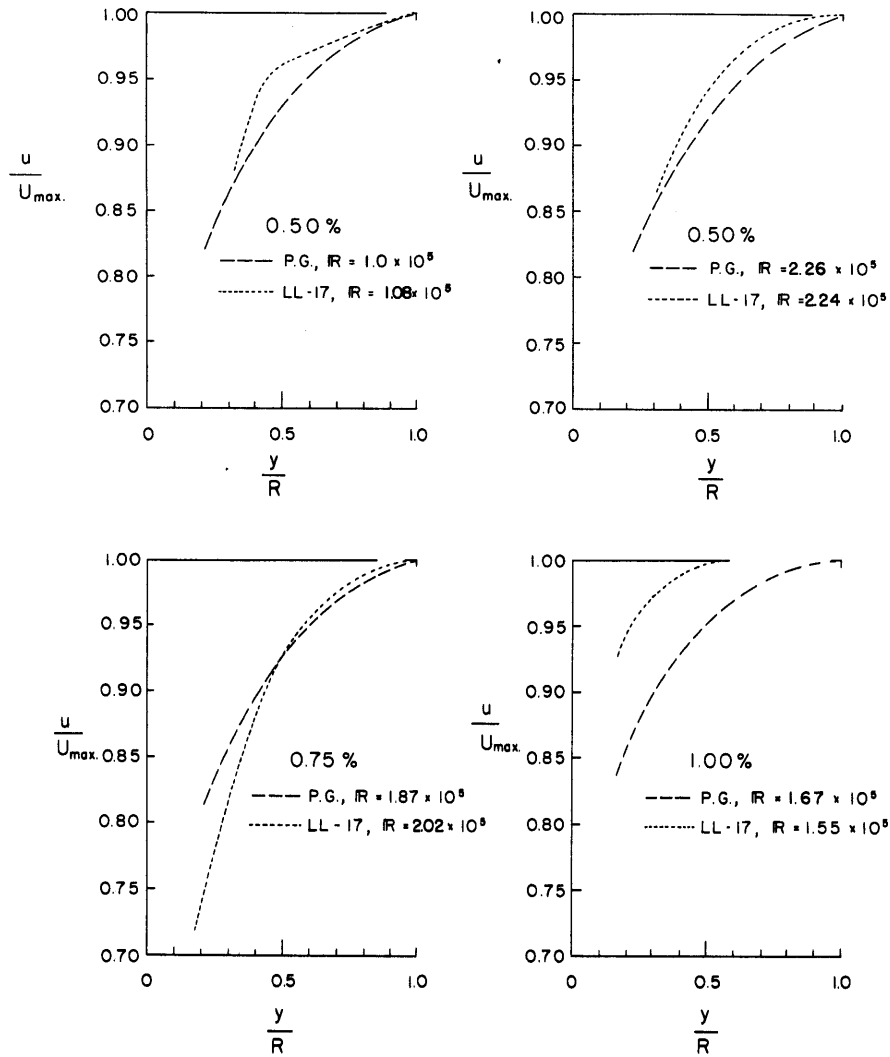 1.00
0.95
0.90
0.85
0.80
0.75
0.70
u
U max.
0.50 %
P.G., R = 1.0 x 10⁵
LL-17, R = 1.08 x 10⁵
0 0.5 1.0
y
R
1.00
0.95
0.90
0.85
0.80
0.75
0.70
u
U max.
0.50 %
P.G., R = 2.26 x 10⁵
LL-17, R = 2.24 x 10⁵
0 0.5 1.0
y
R
1.00
0.95
0.90
0.85
0.80
0.75
0.70
u
U max.
0.75 %
P.G., R = 1.87 x 10⁵
LL-17, R = 2.02 x 10⁵
0 0.5 1.0
y
R
1.00
0.95
0.90
0.85
0.80
0.75
0.70
u
U max.
1.00 %
P.G., R = 1.67 x 10⁵
LL-17, R = 1.55 x 10⁵
0 0.5 1.0
y
R